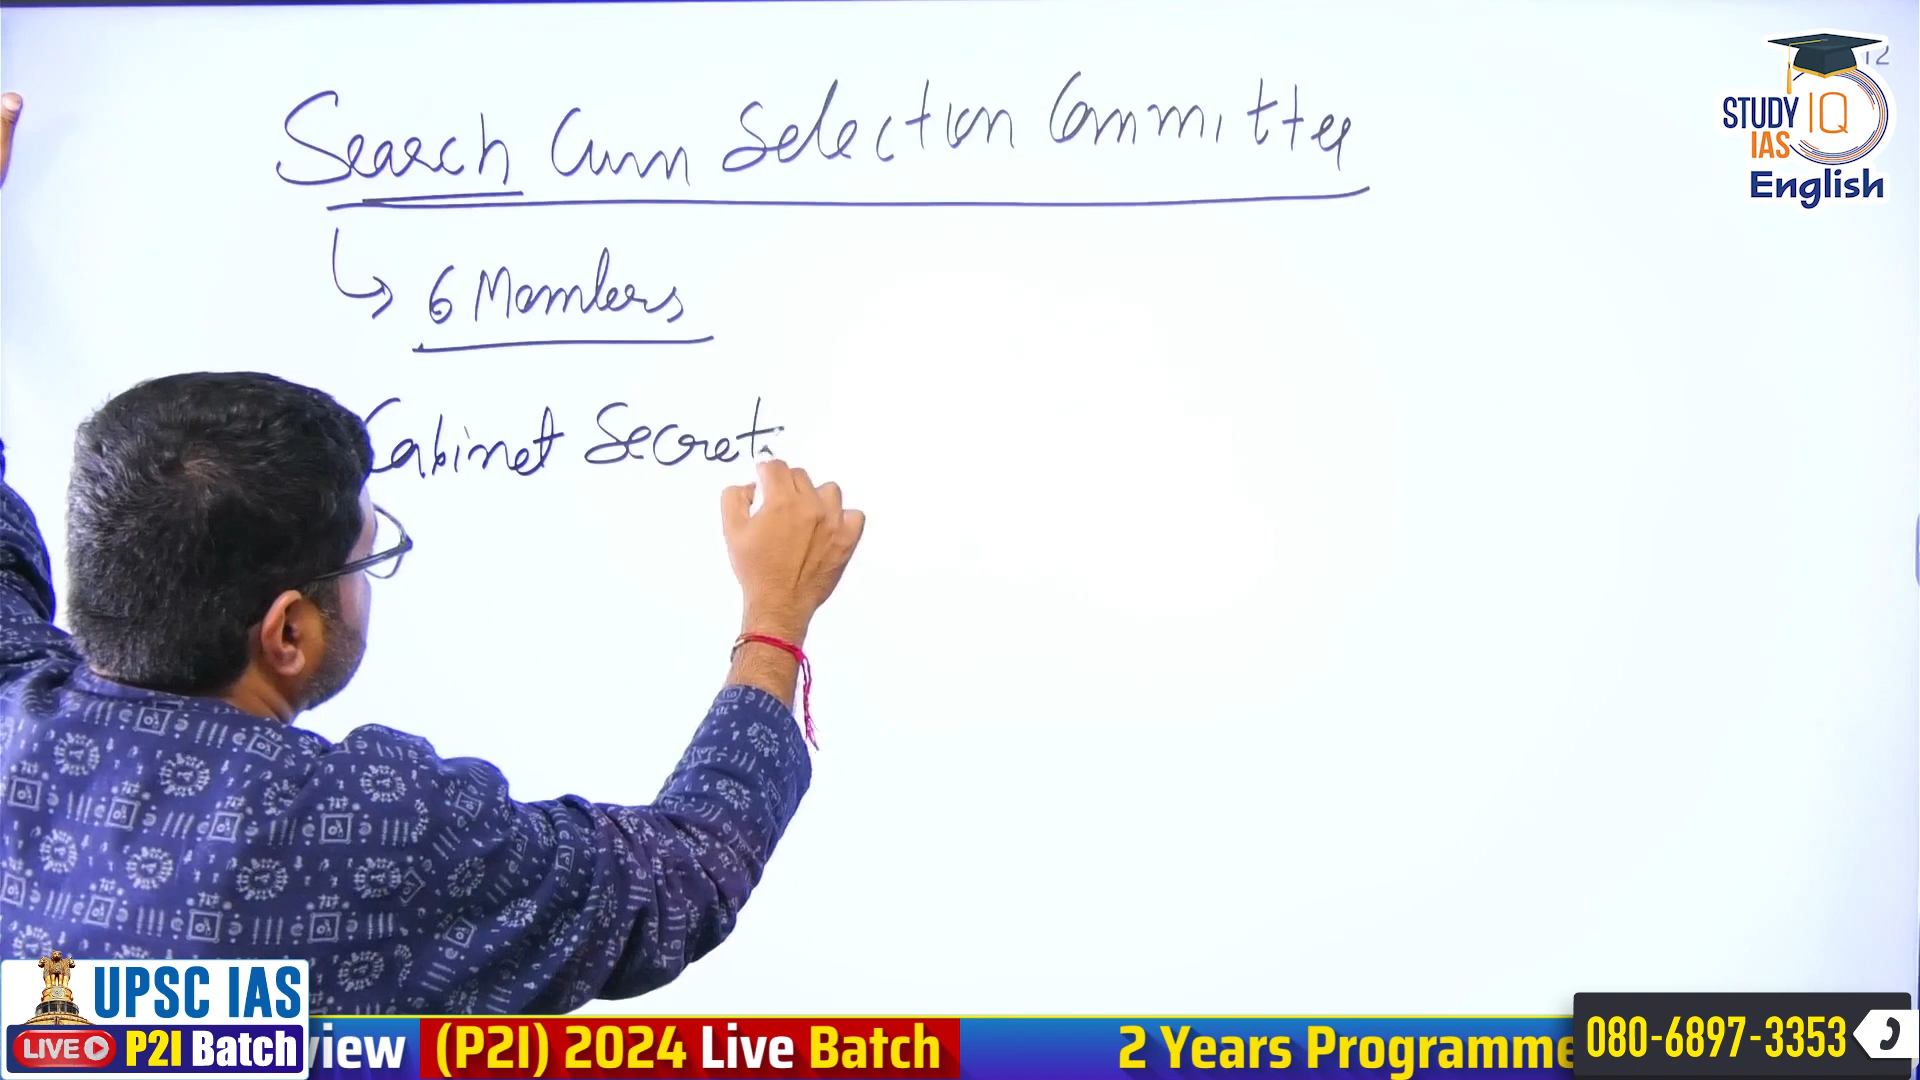 12
STUDY IQ
IAS
English
Search Cum Selection Committee
6 Members
Cabinet Secret
UPSC IAS
LIVE P2I Batch
view (P2I) 2024 Live Batch 2 Years Programme
080-6897-3353